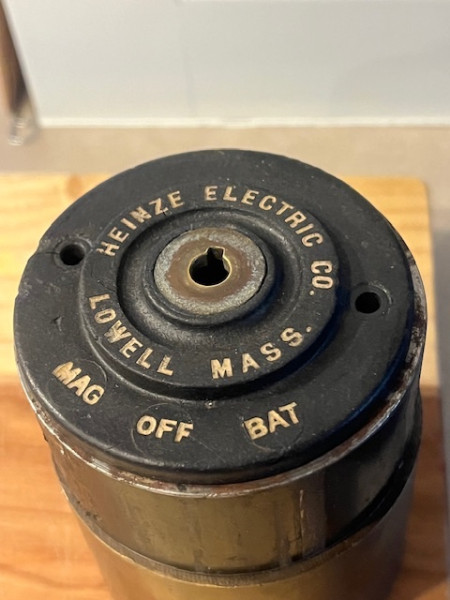 HEINZE ELECTRIC CO.
LOWELL MASS.
MAG OFF BAT